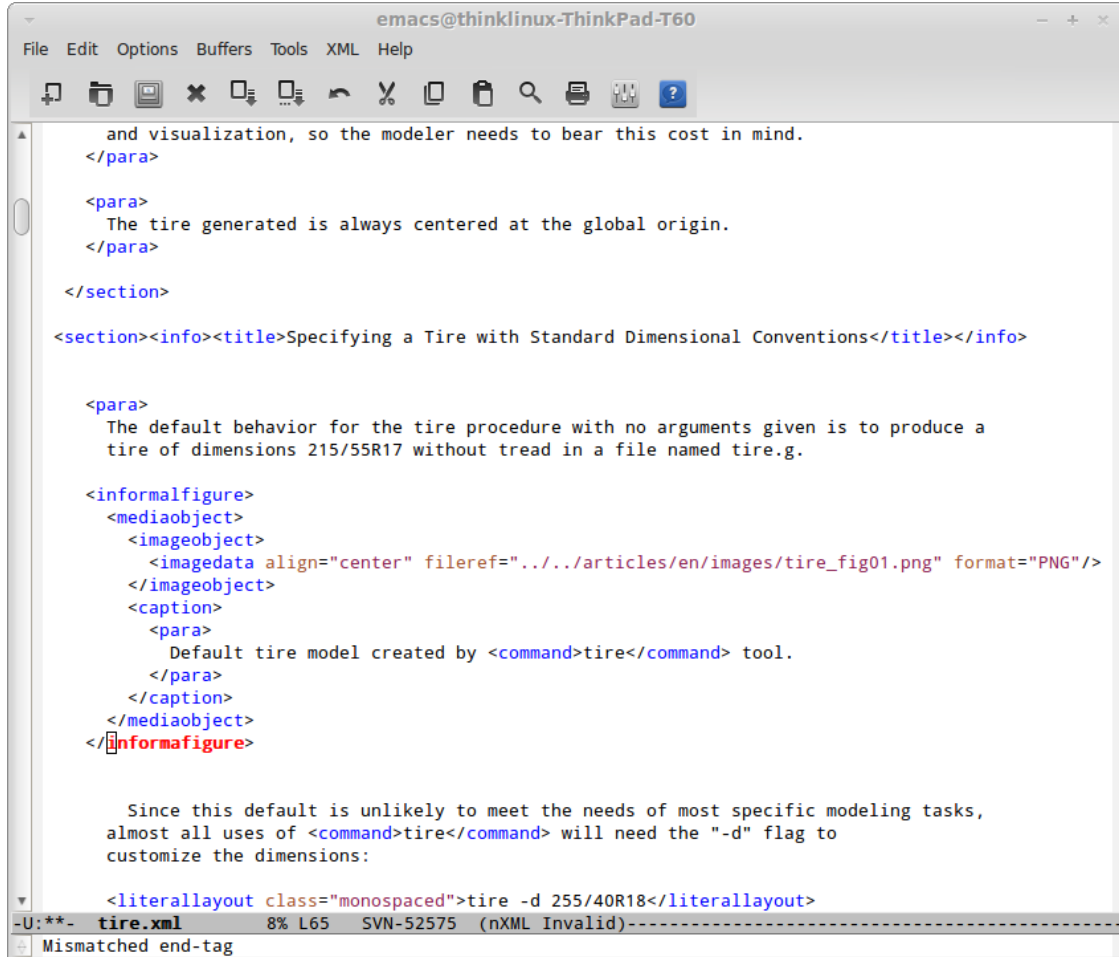 emacs@thinklinux-ThinkPad-T60
File Edit Options Buffers Tools XML Help
and visualization, so the modeler needs to bear this cost in mind.
</para>
<para>
The tire generated is always centered at the global origin.
</para>
</section>
<section><info><title>Specifying a Tire with Standard Dimensional Conventions</title></info>
<para>
The default behavior for the tire procedure with no arguments given is to produce a
tire of dimensions 215/55R17 without tread in a file named tire.g.
<informalfigure>
<mediaobject>
<imageobject>
<imagedata align="center" fileref="../../articles/en/images/tire_fig01.png" format="PNG"/>
</imageobject>
<caption>
<para>
Default tire model created by <command>tire</command> tool.
</para>
</caption>
</mediaobject>
</informafigure>
Since this default is unlikely to meet the needs of most specific modeling tasks,
almost all uses of <command>tire</command> will need the "-d" flag to
customize the dimensions:
<literallayout class="monospaced">tire -d 255/40R18</literallayout>
-U:**- tire.xml 8% L65 SVN-52575 (nXML Invalid)-----------------------------------------------
Mismatched end-tag